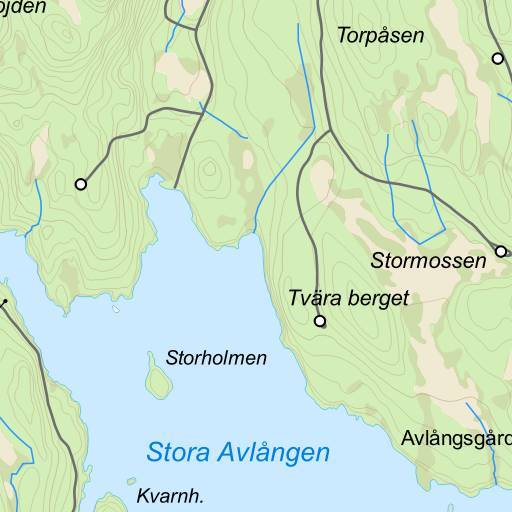 Torpåsen
Stormossen
Tvära berget
Storholmen
Avlångsgård
Stora Avlången
Kvarnh.